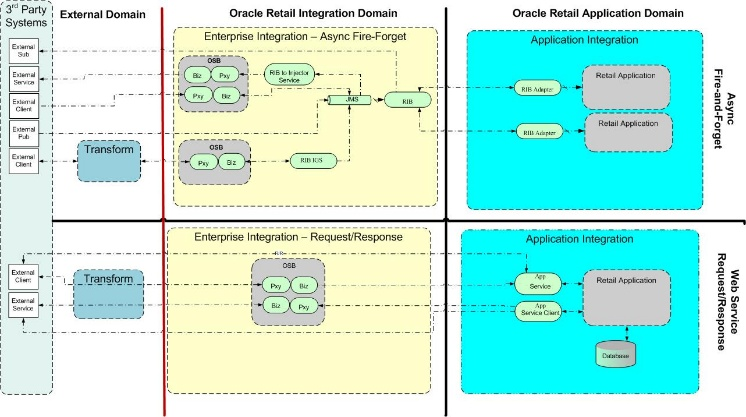 3rd Party
Systems
External Domain
Oracle Retail Integration Domain
Oracle Retail Application Domain
Enterprise Integration – Async Fire-Forget
Application Integration
External
Sub
External
Service
External
Client
External
Pub
External
Client
Transform
OSB
Biz
Pxy
Pxy
Biz
RIB to Injector
Service
JMS
RIB
OSB
Pxy
Biz
RIB Adapter
Retail Application
RIB Adapter
Retail Application
Async
Fire-and-Forget
Enterprise Integration – Request/Response
Application Integration
External
Client
External
Service
Transform
OSB
Pxy
Biz
Biz
Pxy
App
Service
App
Service Client
Retail Application
Database
Web Service
Request/Response